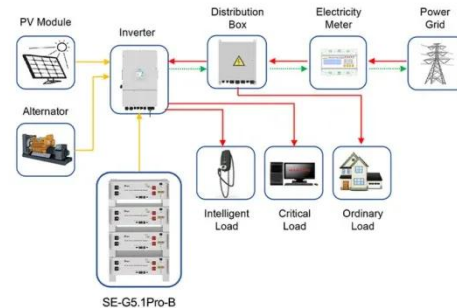 PV Module
Inverter
Distribution
Box
Electricity
Meter
Power
Grid
Alternator
Intelligent
Load
Critical
Load
Ordinary
Load
SE-G5.1Pro-B